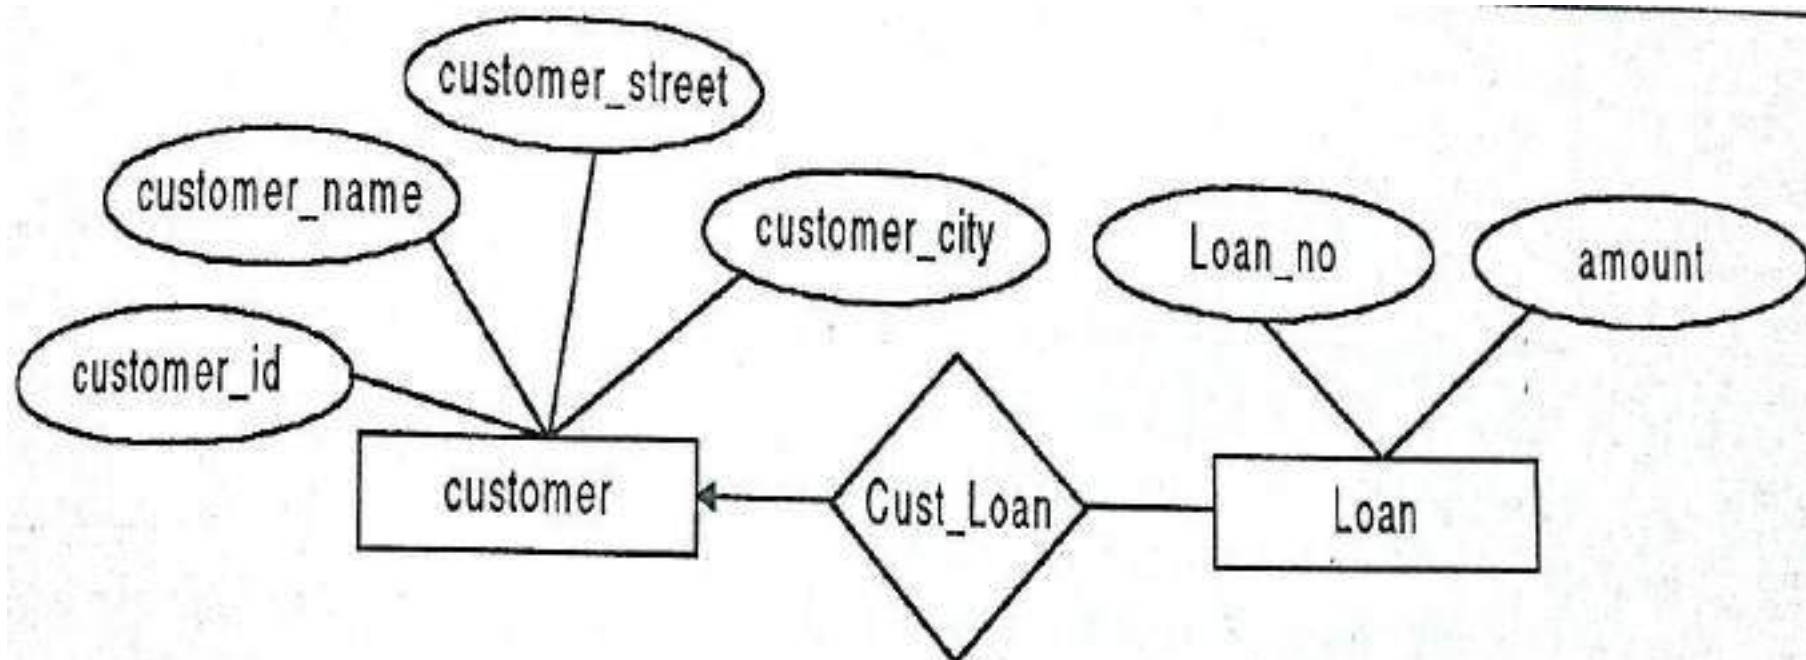 customer_street
customer_name
customer_city
Loan_no
amount
customer_id
customer
Cust_Loan
Loan